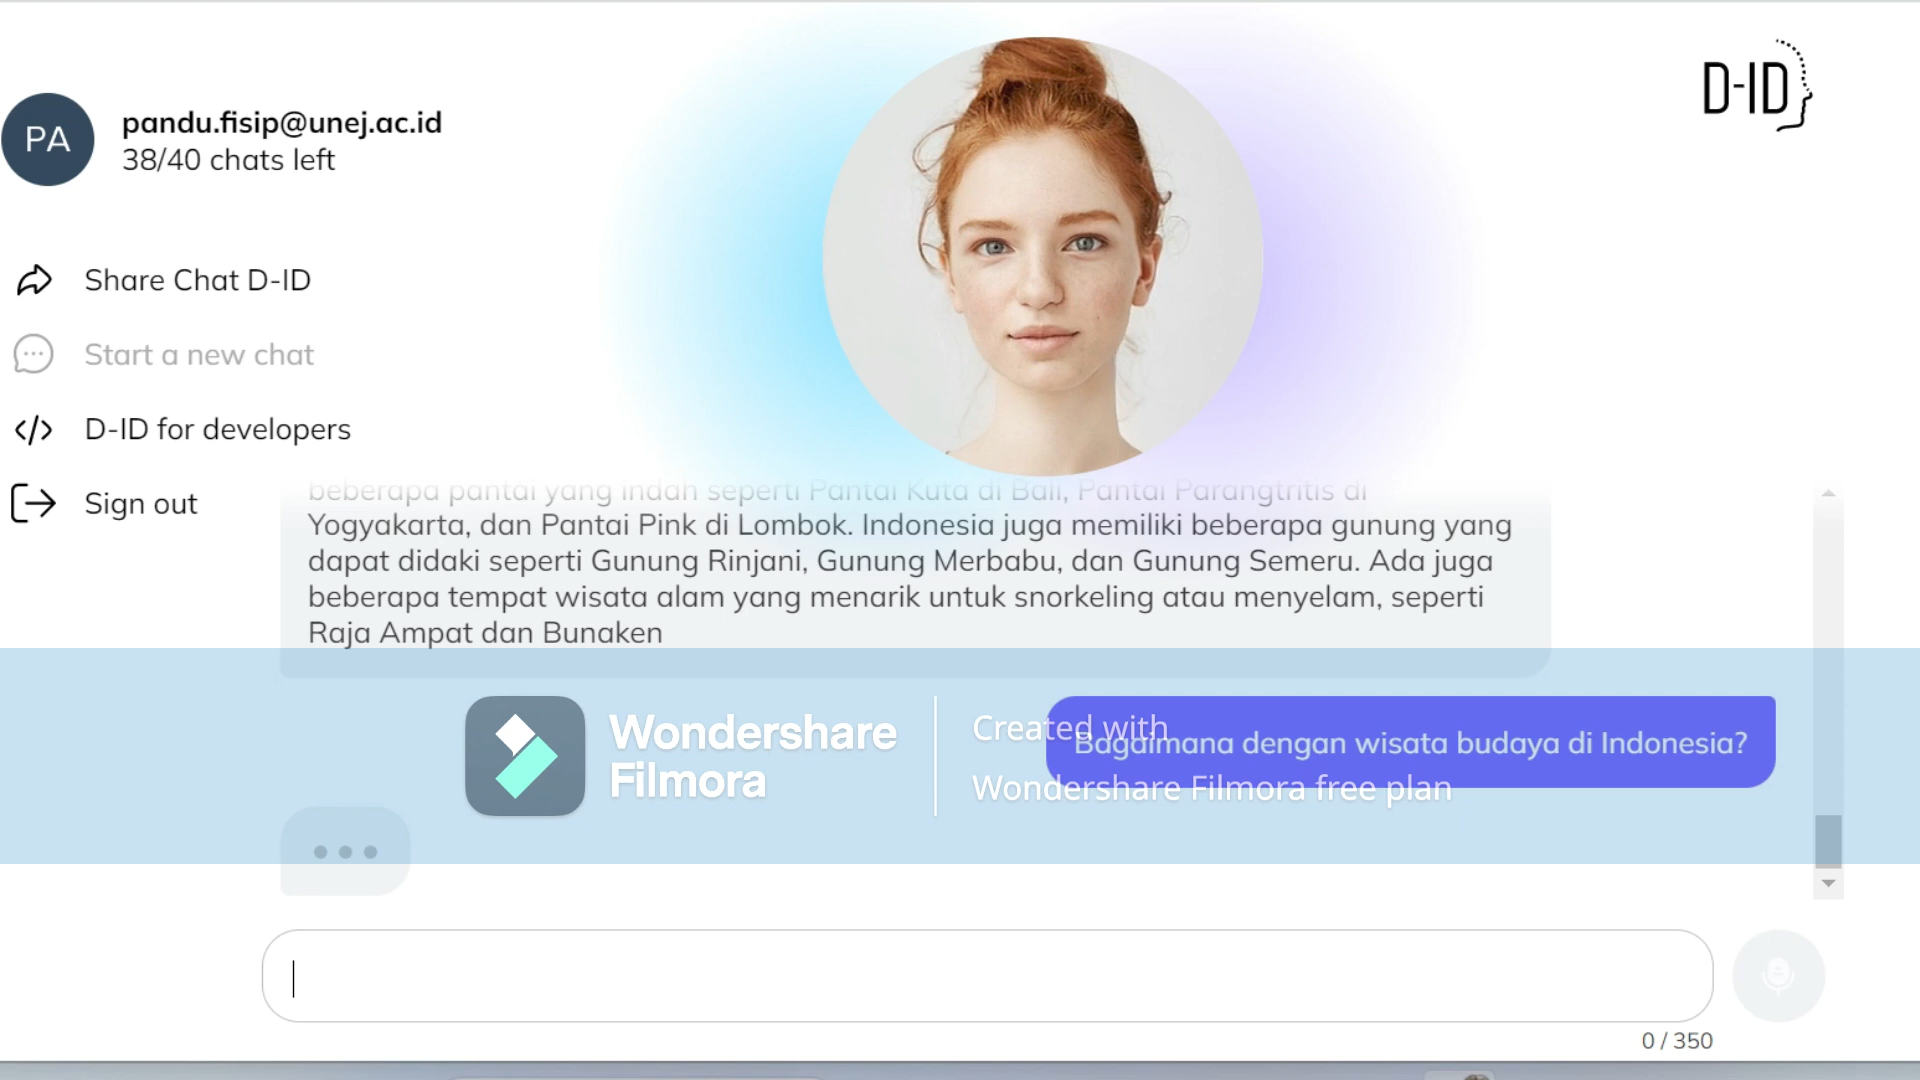 D-ID
PA
pandu.fisip@unej.ac.id
38/40 chats left
Share Chat D-ID
Start a new chat
D-ID for developers
Sign out
beberapa pantai yang indah seperti Pantai Kuta di Bali, Pantai Parangtritis di
Yogyakarta, dan Pantai Pink di Lombok. Indonesia juga memiliki beberapa gunung yang
dapat didaki seperti Gunung Rinjani, Gunung Merbabu, dan Gunung Semeru. Ada juga
beberapa tempat wisata alam yang menarik untuk snorkeling atau menyelam, seperti
Raja Ampat dan Bunaken
Bagaimana dengan wisata budaya di Indonesia?
Wondershare
Filmora
Created with
Wondershare Filmora free plan
0 / 350